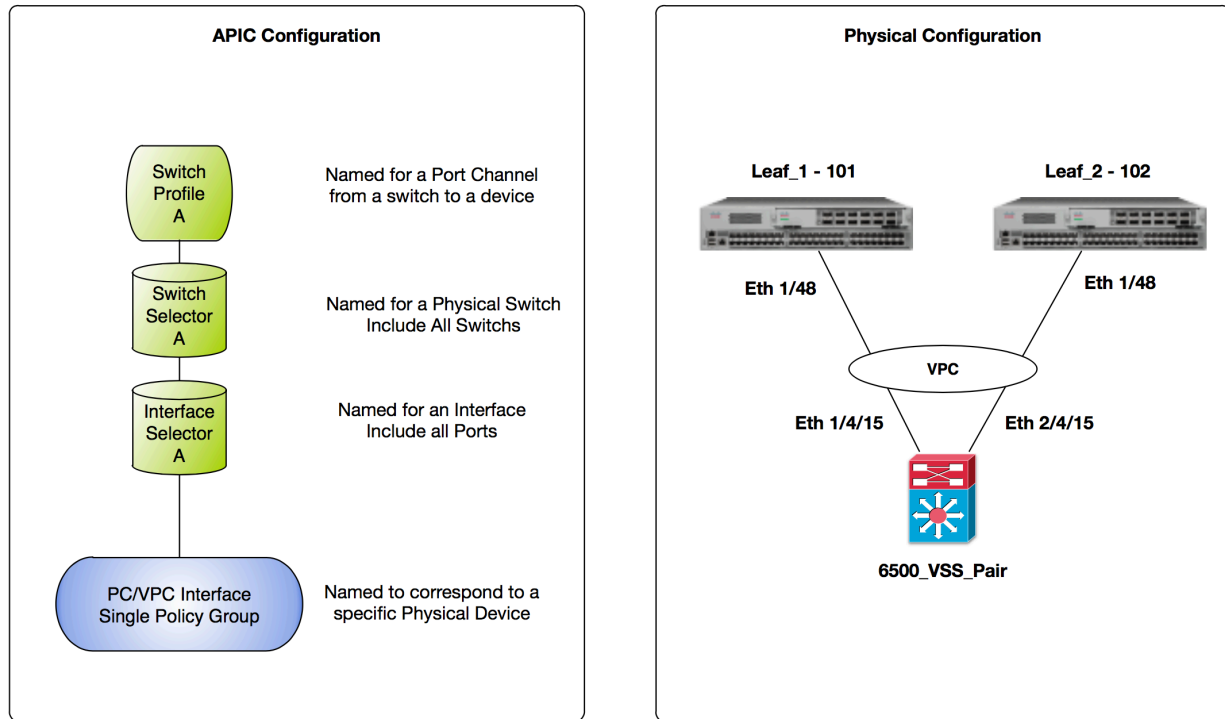 APIC Configuration
Switch
Profile
A
Named for a Port Channel
from a switch to a device
Switch
Selector
A
Named for a Physical Switch
Include All Switchs
Interface
Selector
A
Named for an Interface
Include all Ports
PC/VPC Interface
Single Policy Group
Named to correspond to a
specific Physical Device
Physical Configuration
Leaf_1 - 101
Leaf_2 - 102
Eth 1/48
Eth 1/48
VPC
Eth 1/4/15
Eth 2/4/15
6500_VSS_Pair